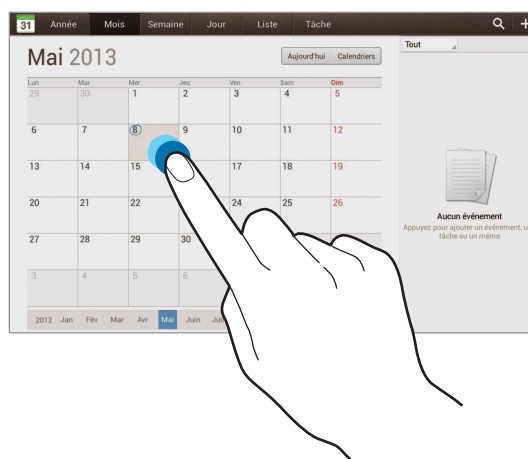 31 Année Mois Semaine Jour Liste Tâche
Mai 2013
Aujourd'hui Calendriers
Tout
Lun Mar Mer Jeu Ven Sam Dim
29 30 1 2 3 4 5
6 7 8 9 10 11 12
13 14 15 17 18 19
20 21 22 24 25 26
27 28 29 30
3 4 5 6
2012 Jan Fév Mar Avr Mai Juin
Aucun événement
Appuyez pour ajouter un événement,
tâche ou un mémo